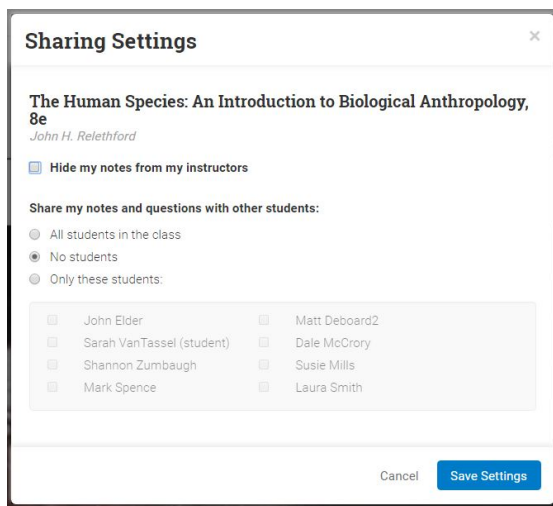 Sharing Settings
×
The Human Species: An Introduction to Biological Anthropology,
8e
John H. Relethford
Hide my notes from my instructors
Share my notes and questions with other students:
All students in the class
No students
Only these students:
John Elder Matt Deboard2
Sarah VanTassel (student) Dale McCrory
Shannon Zumbaugh Susie Mills
Mark Spence Laura Smith
Cancel Save Settings